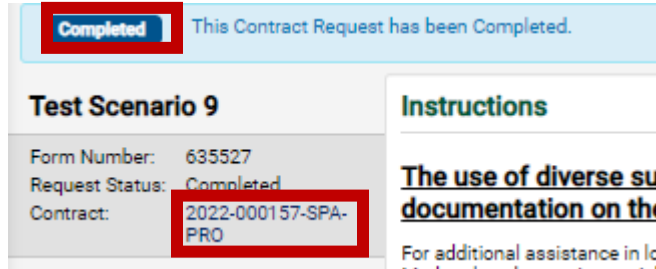 Completed This Contract Request has been Completed.
Test Scenario 9
Form Number: 635527
Request Status: Completed
Contract: 2022-000157-SPA-
PRO
Instructions
The use of diverse su
documentation on the
For additional assistance in lo